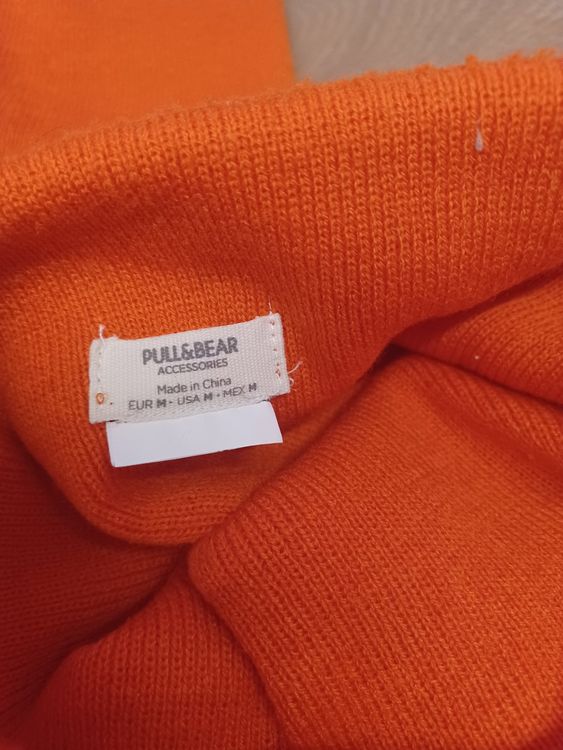 PULL&BEAR
ACCESSORIES
Made in China
EUR M • USA M • MEX M